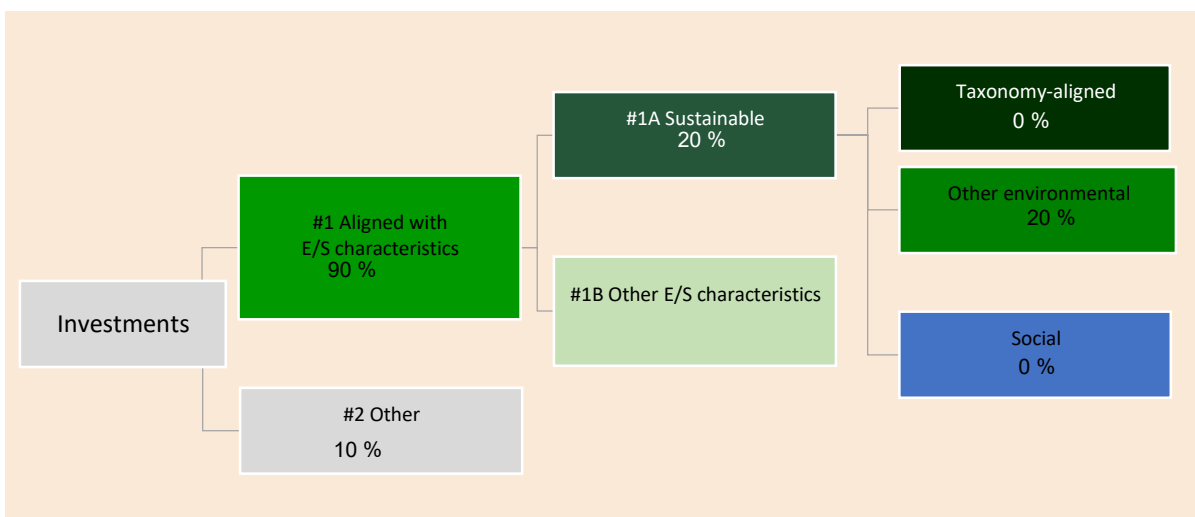 Investments
#1 Aligned with
E/S characteristics
90 %
#2 Other
10 %
#1A Sustainable
20 %
#1B Other E/S characteristics
Taxonomy-aligned
0 %
Other environmental
20 %
Social
0 %